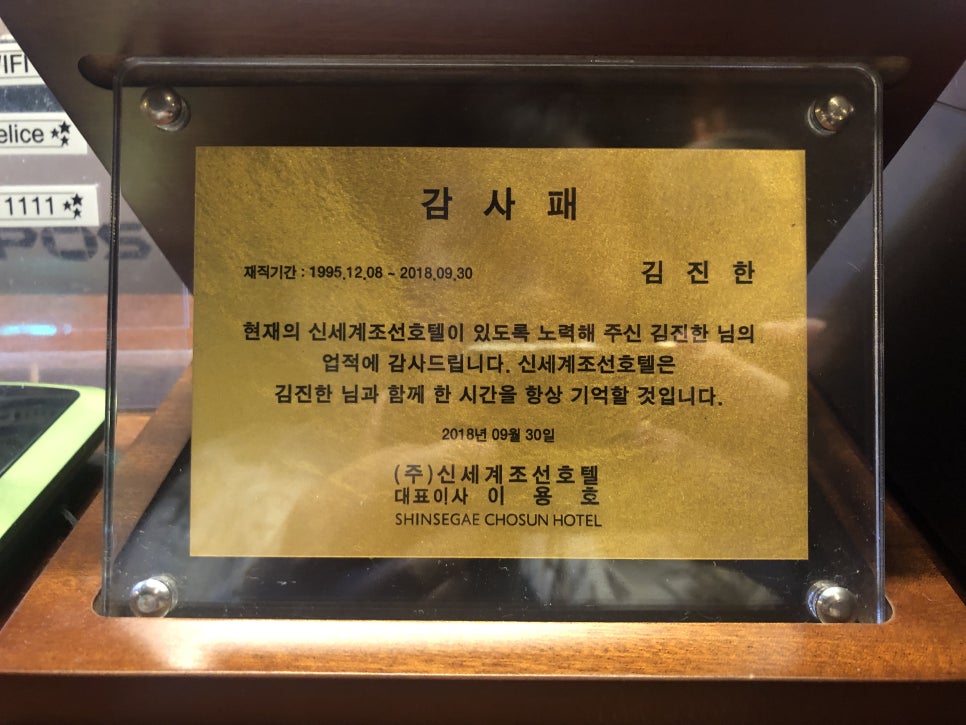 WIFI
elice
1111
감 사 패
재직기간 : 1995.12.08 ~ 2018.09.30
김 진 한
현재의 신세계조선호텔이 있도록 노력해 주신 김진한 님의
업적에 감사드립니다. 신세계조선호텔은
김진한 님과 함께 한 시간을 항상 기억할 것입니다.
2018년 09월 30일
(주)신세계조선호텔
대표이사 이 용 호
SHINSEGAE CHOSUN HOTEL